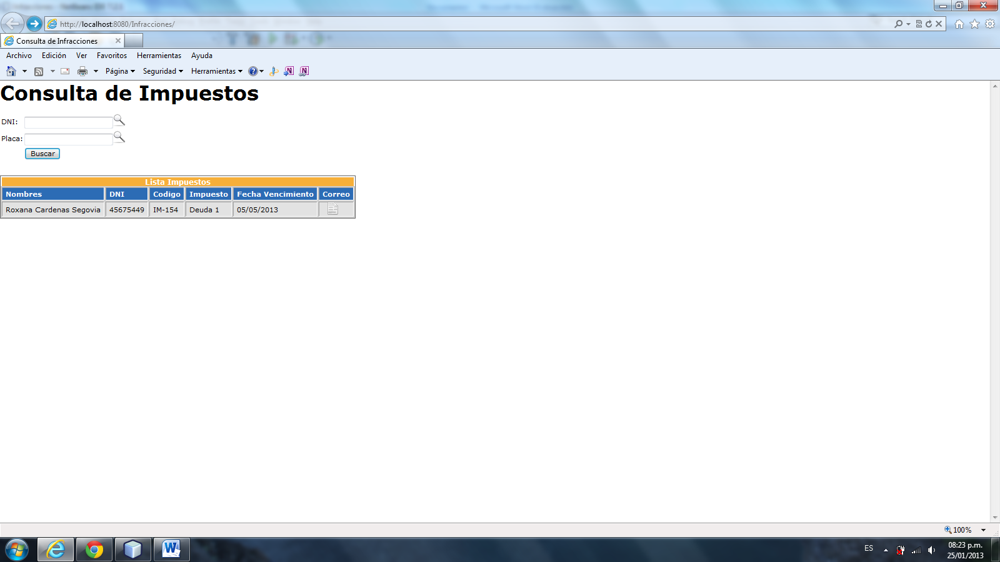 http://localhost:8080/Infracciones/
Consulta de Infracciones
Archivo Edición Ver Favoritos Herramientas Ayuda
Página Seguridad Herramientas
Consulta de Impuestos
DNI:
Placa:
Buscar
Lista Impuestos
Nombres DNI Codigo Impuesto Fecha Vencimiento Correo
Roxana Cardenas Segovia 45675449 IM-154 Deuda 1 05/05/2013
100%
ES 08:23 p.m.
25/01/2013